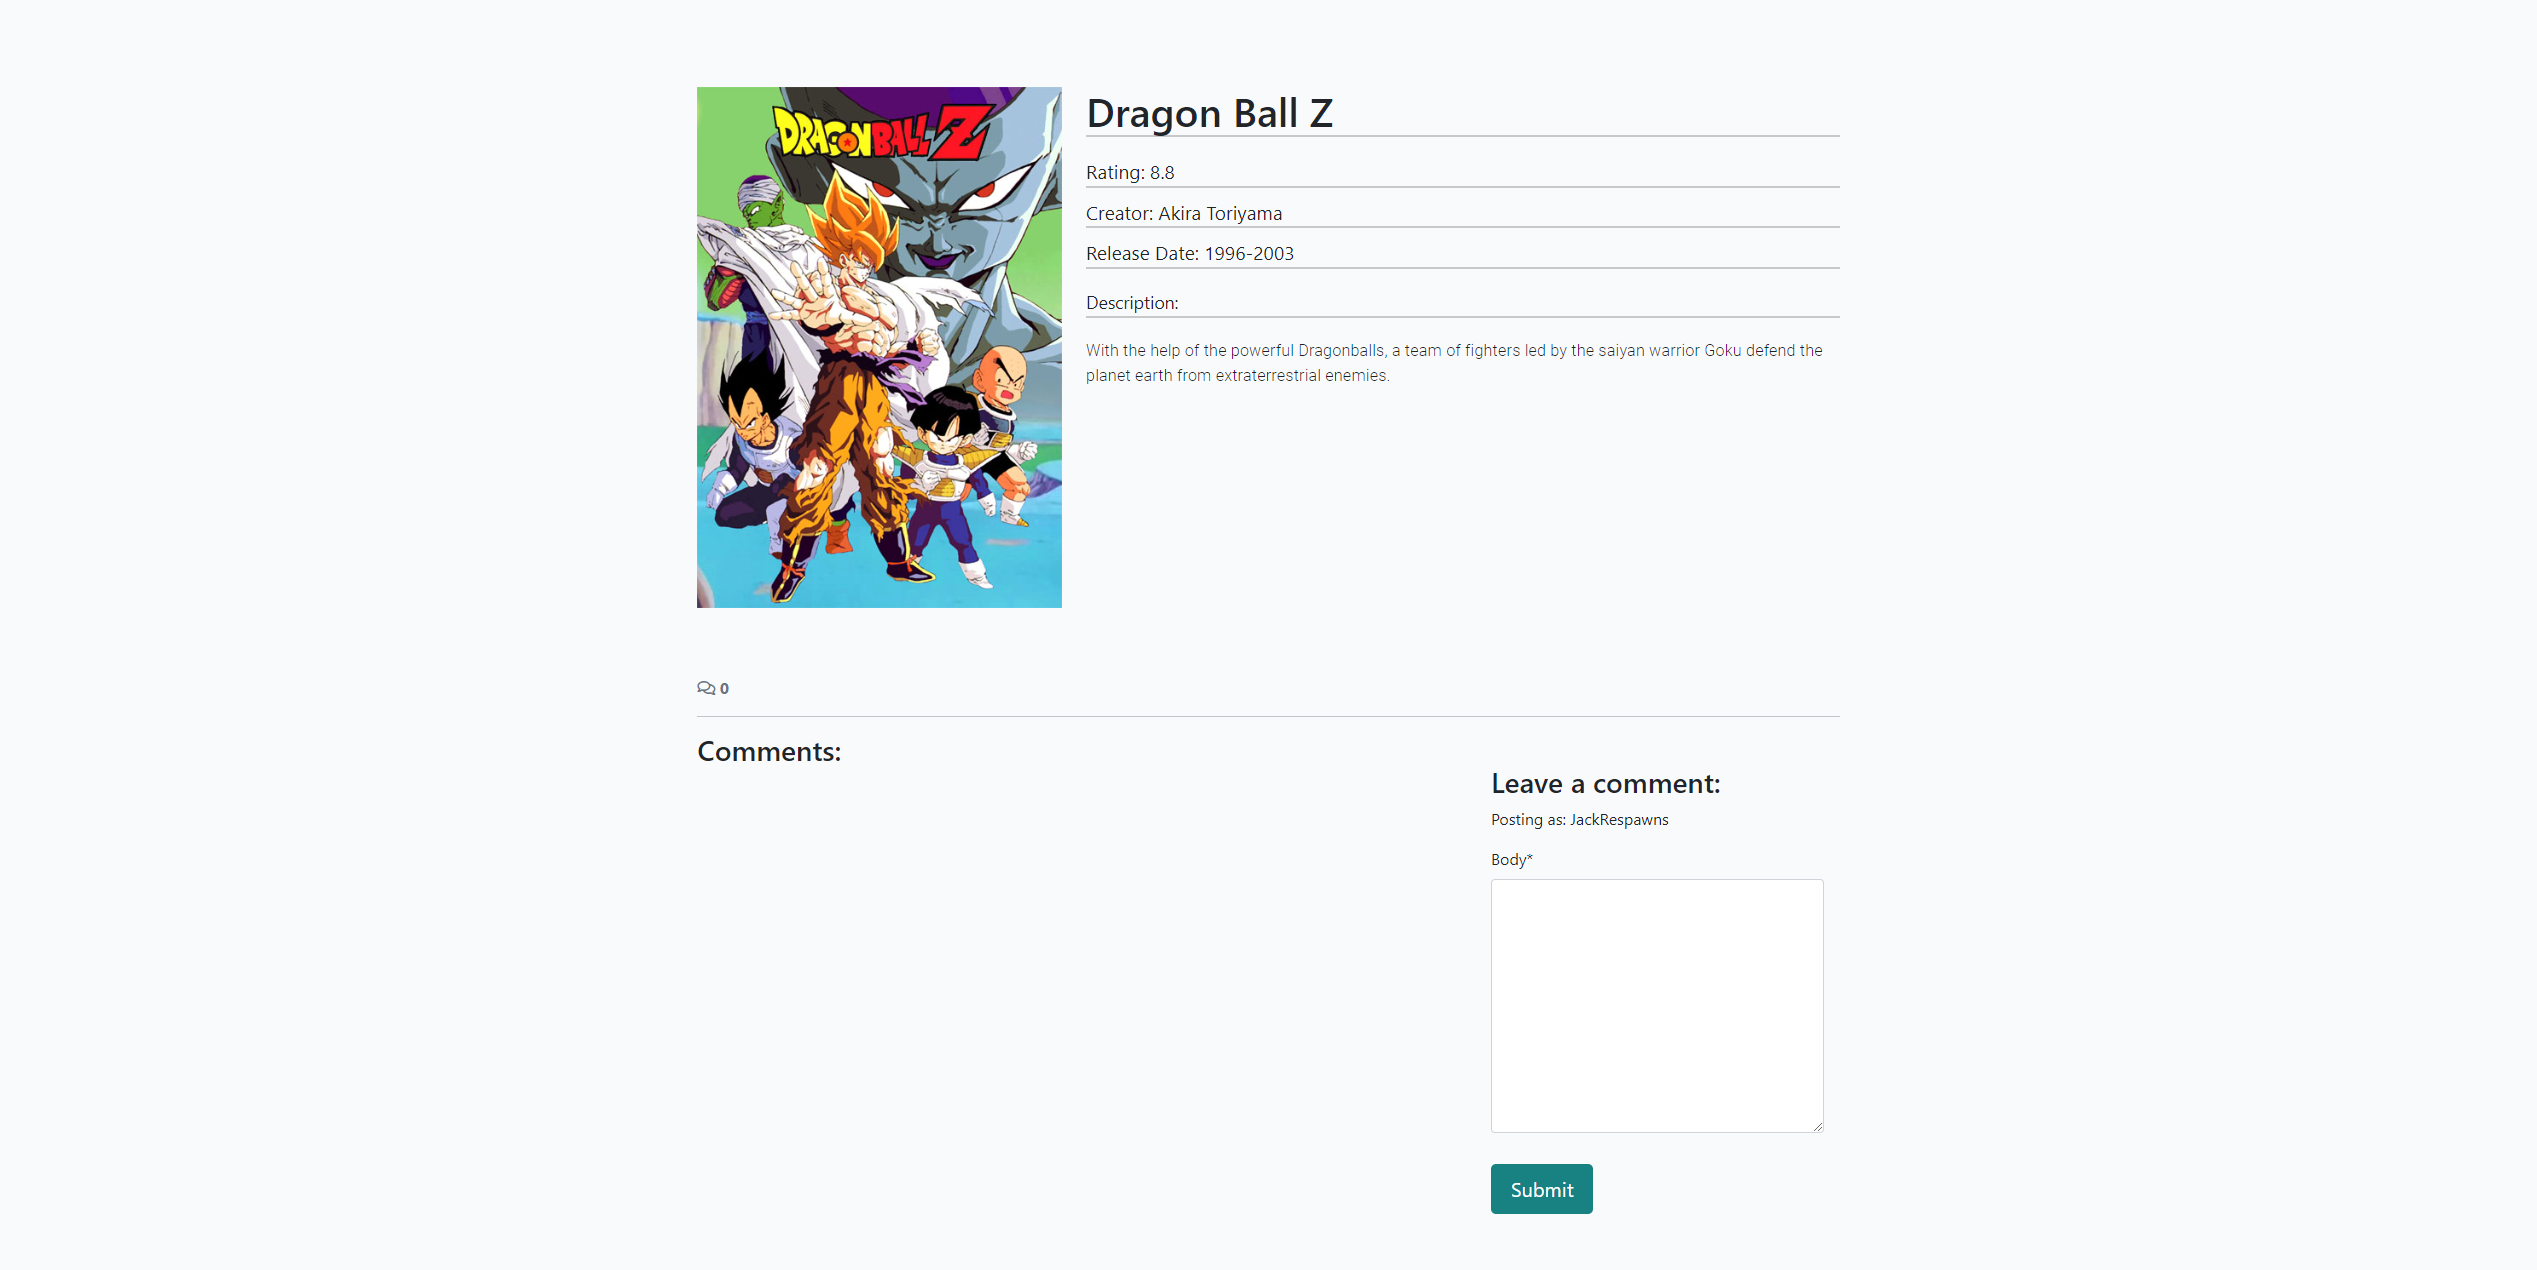 DRAGONBALL Z
Dragon Ball Z
Rating: 8.8
Creator: Akira Toriyama
Release Date: 1996-2003
Description:
With the help of the powerful Dragonballs, a team of fighters led by the saiyan warrior Goku defend the
planet earth from extraterrestrial enemies.
0
Comments:
Leave a comment:
Posting as: JackRespawns
Body*
Submit